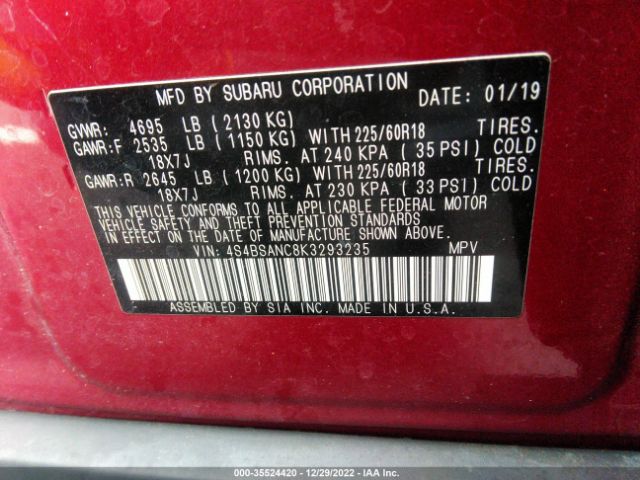 MFD BY SUBARU CORPORATION DATE: 01/19
GVWR: 4695 LB ( 2130 KG)
GAWR:F 2535 LB ( 1150 KG) WITH 225/60R18 TIRES.
18X7J RIMS. AT 240 KPA ( 35 PSI) COLD
GAWR:R 2645 LB ( 1200 KG) WITH 225/60R18 TIRES.
18X7J RIMS. AT 230 KPA ( 33 PSI) COLD
THIS VEHICLE CONFORMS TO ALL APPLICABLE FEDERAL MOTOR
VEHICLE SAFETY AND THEFT PREVENTION STANDARDS IN EFFECT
ON THE DATE OF MANUFACTURE SHOWN ABOVE.
VIN: 4S4BSANC8K3293235 MPV
ASSEMBLED BY SIA INC. MADE IN U.S.A.
000-35524420 - 12/29/2022 - IAA Inc.